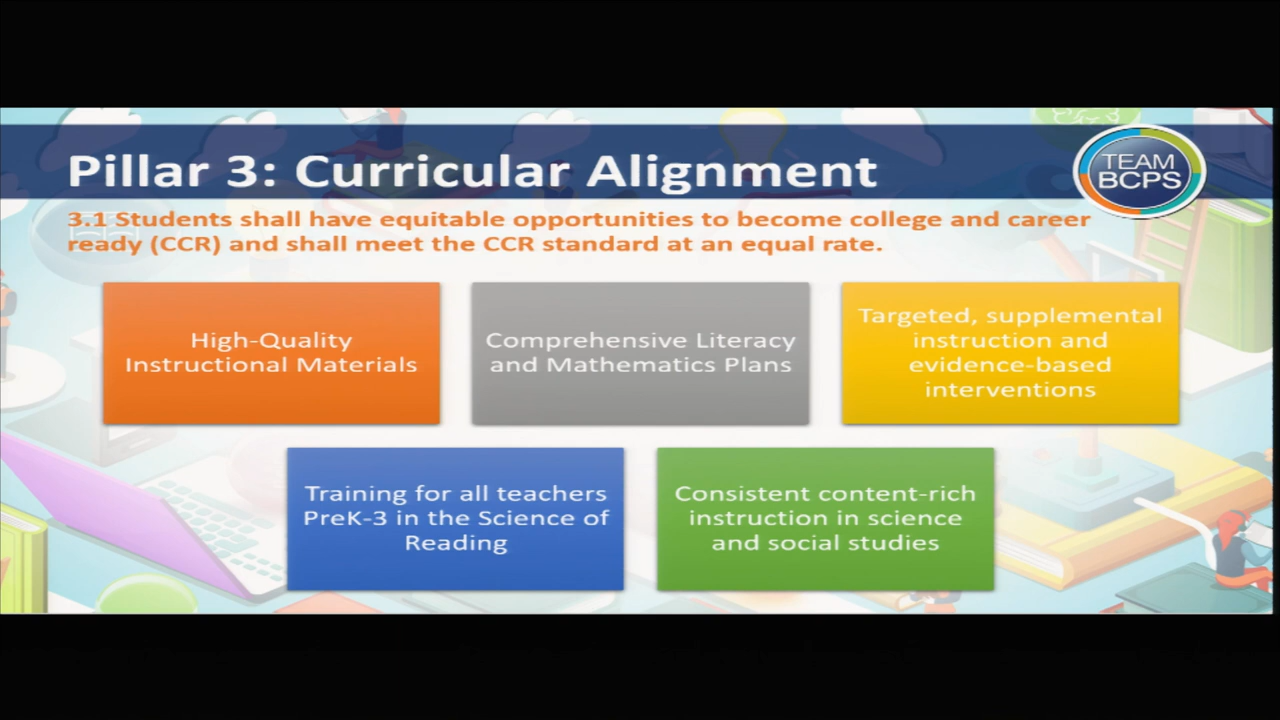 Pillar 3: Curricular Alignment
TEAM
BCPS
3.1 Students shall have equitable opportunities to become college and career
ready (CCR) and shall meet the CCR standard at an equal rate.
High-Quality
Instructional Materials
Comprehensive Literacy
and Mathematics Plans
Targeted, supplemental
instruction and
evidence-based
interventions
Training for all teachers
PreK-3 in the Science of
Reading
Consistent content-rich
instruction in science
and social studies